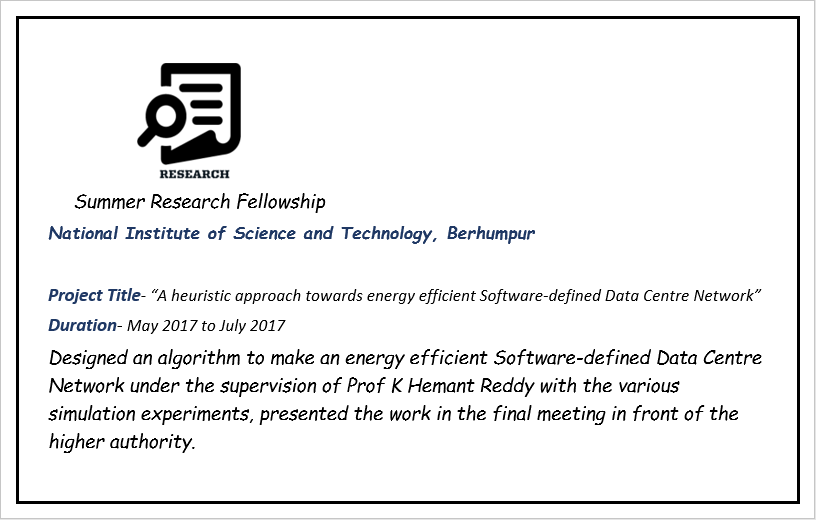 RESEARCH
Summer Research Fellowship
National Institute of Science and Technology, Berhumpur
Project Title- “A heuristic approach towards energy efficient Software-defined Data Centre Network”
Duration- May 2017 to July 2017
Designed an algorithm to make an energy efficient Software-defined Data Centre
Network under the supervision of Prof K Hemant Reddy with the various
simulation experiments, presented the work in the final meeting in front of the
higher authority.